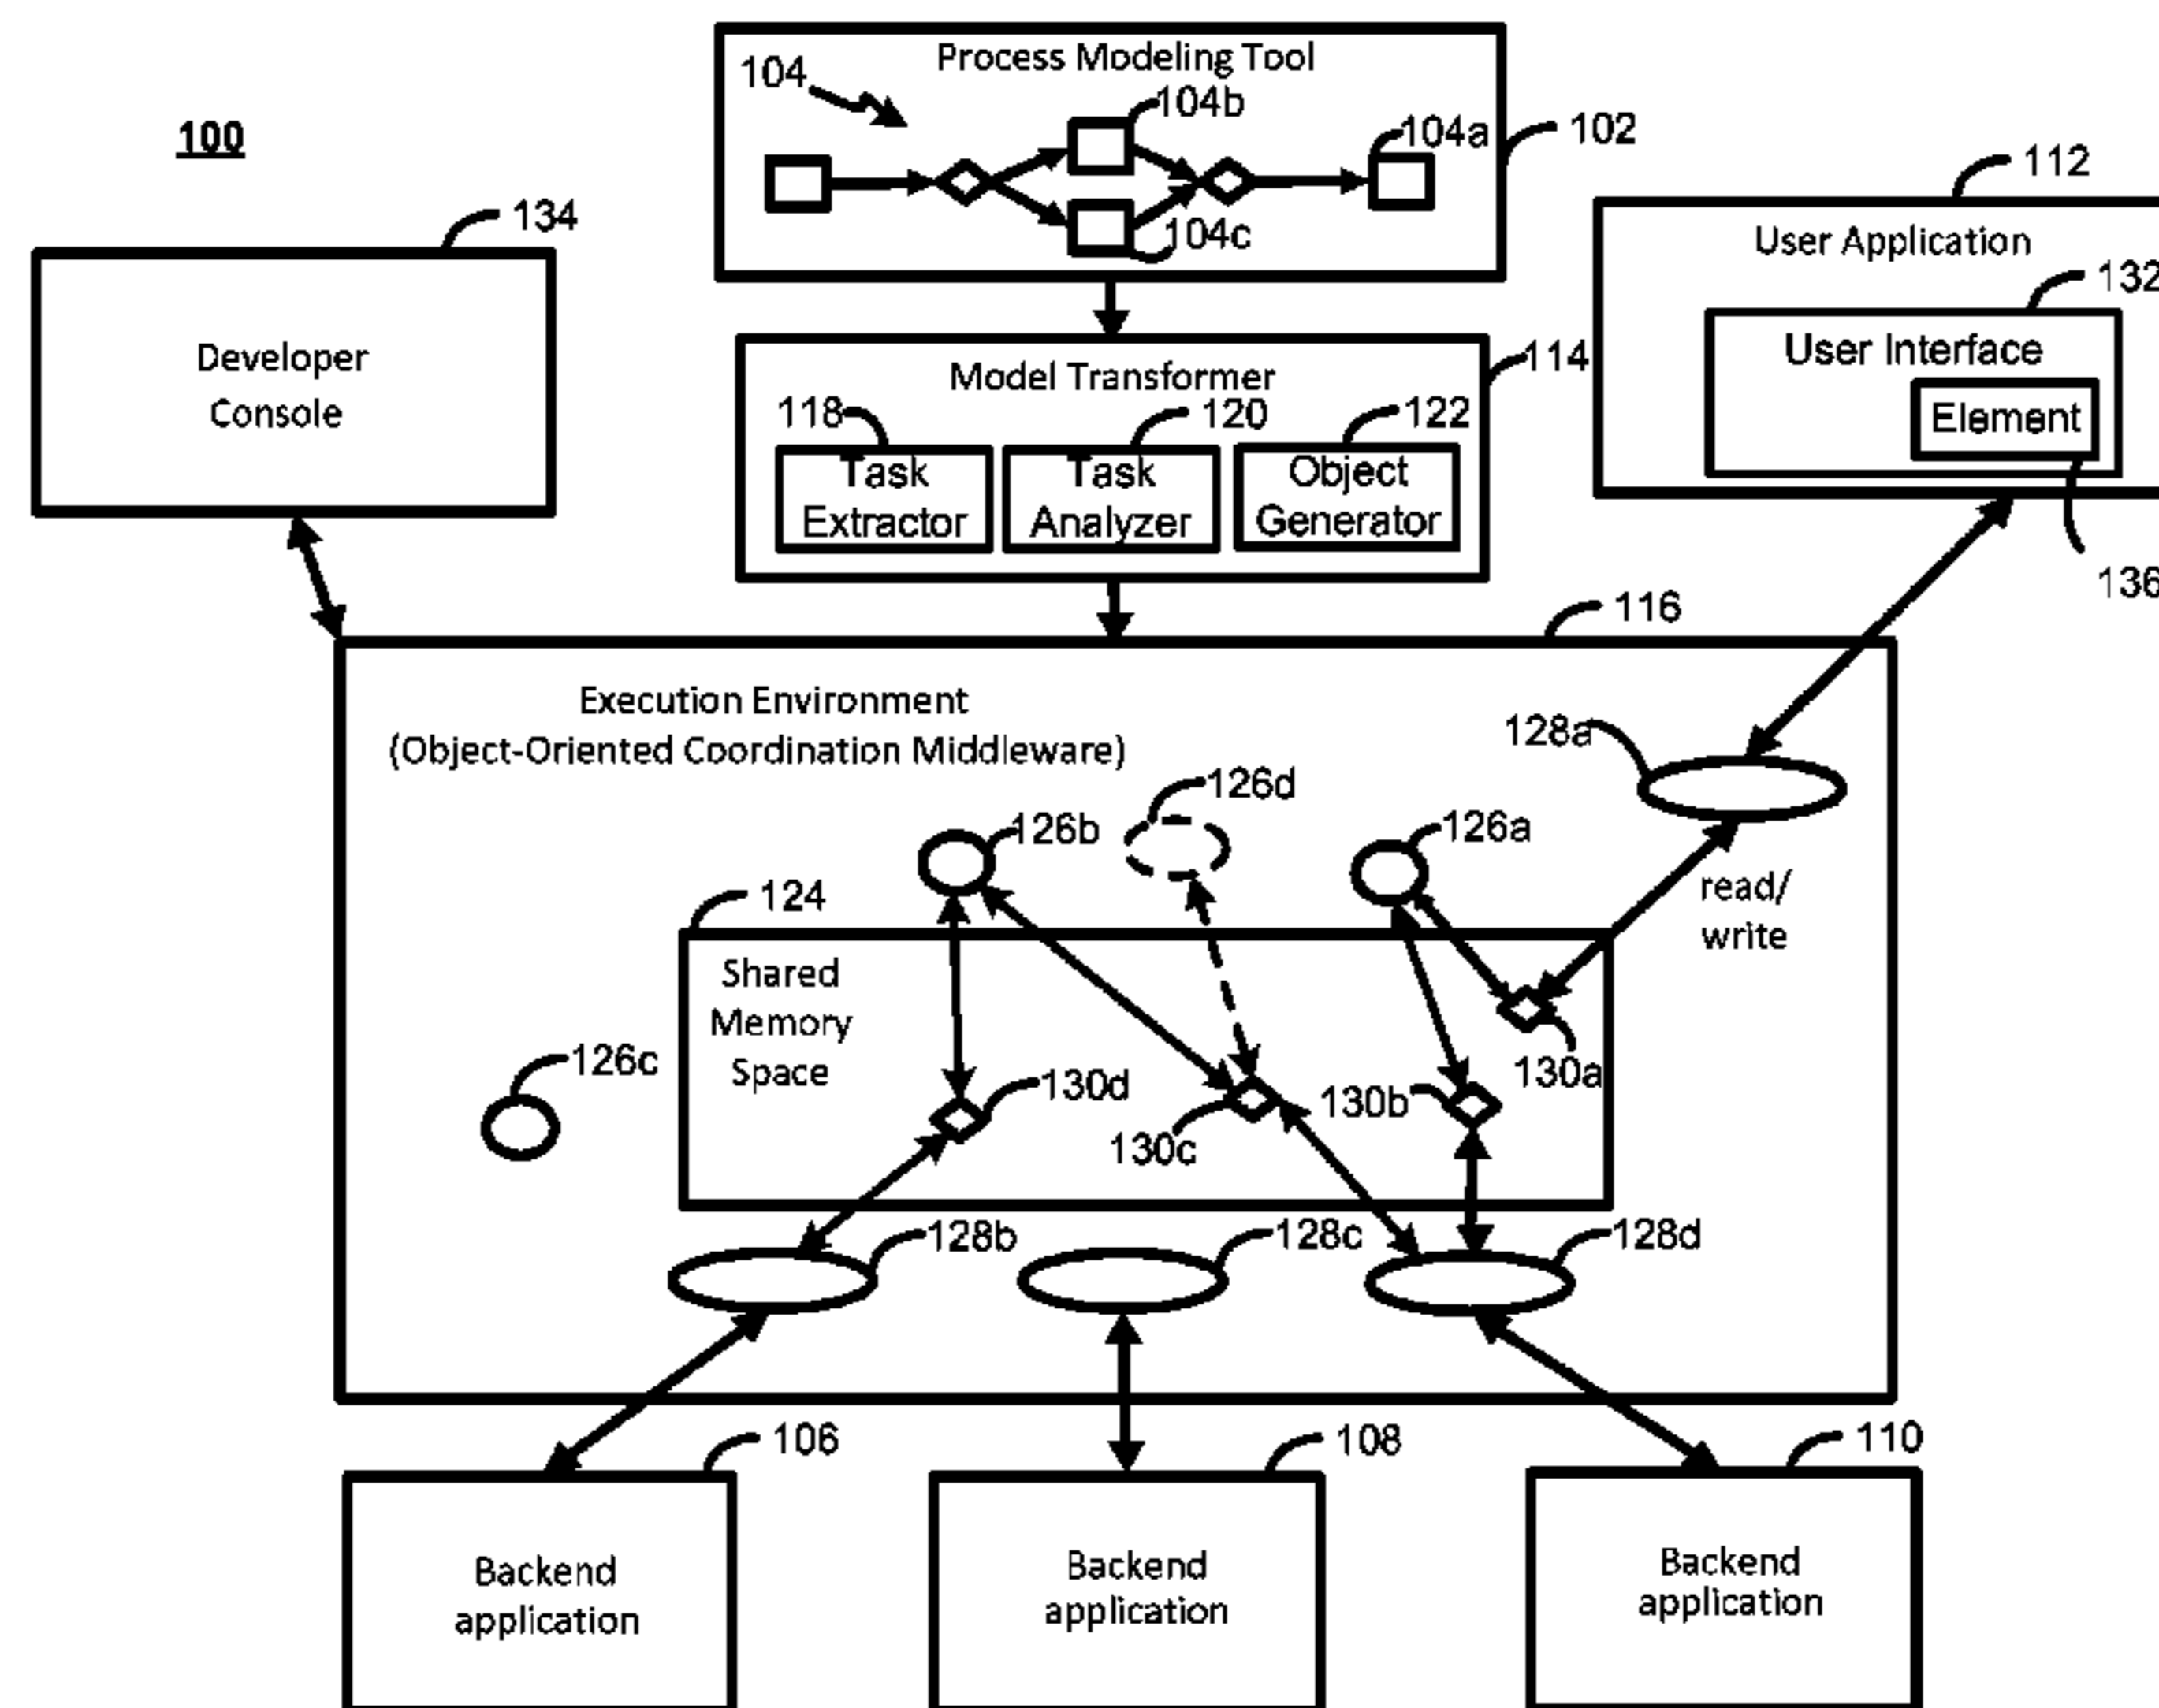 Process Modeling Tool
104
104b
104a
102
100
112
134
104c
User Application
132
Developer
Console
Model Transformer
114
User Interface
118
120
122
Element
Task
Extractor
Task
Analyzer
Object
Generator
136
116
Execution Environment
(Object-Oriented Coordination Middleware)
128a
126d
126b
126a
read/
write
124
Shared
Memory
Space
126c
130a
130d
130b
130c
128b
128c
128d
106
108
110
Backend
application
Backend
application
Backend
application